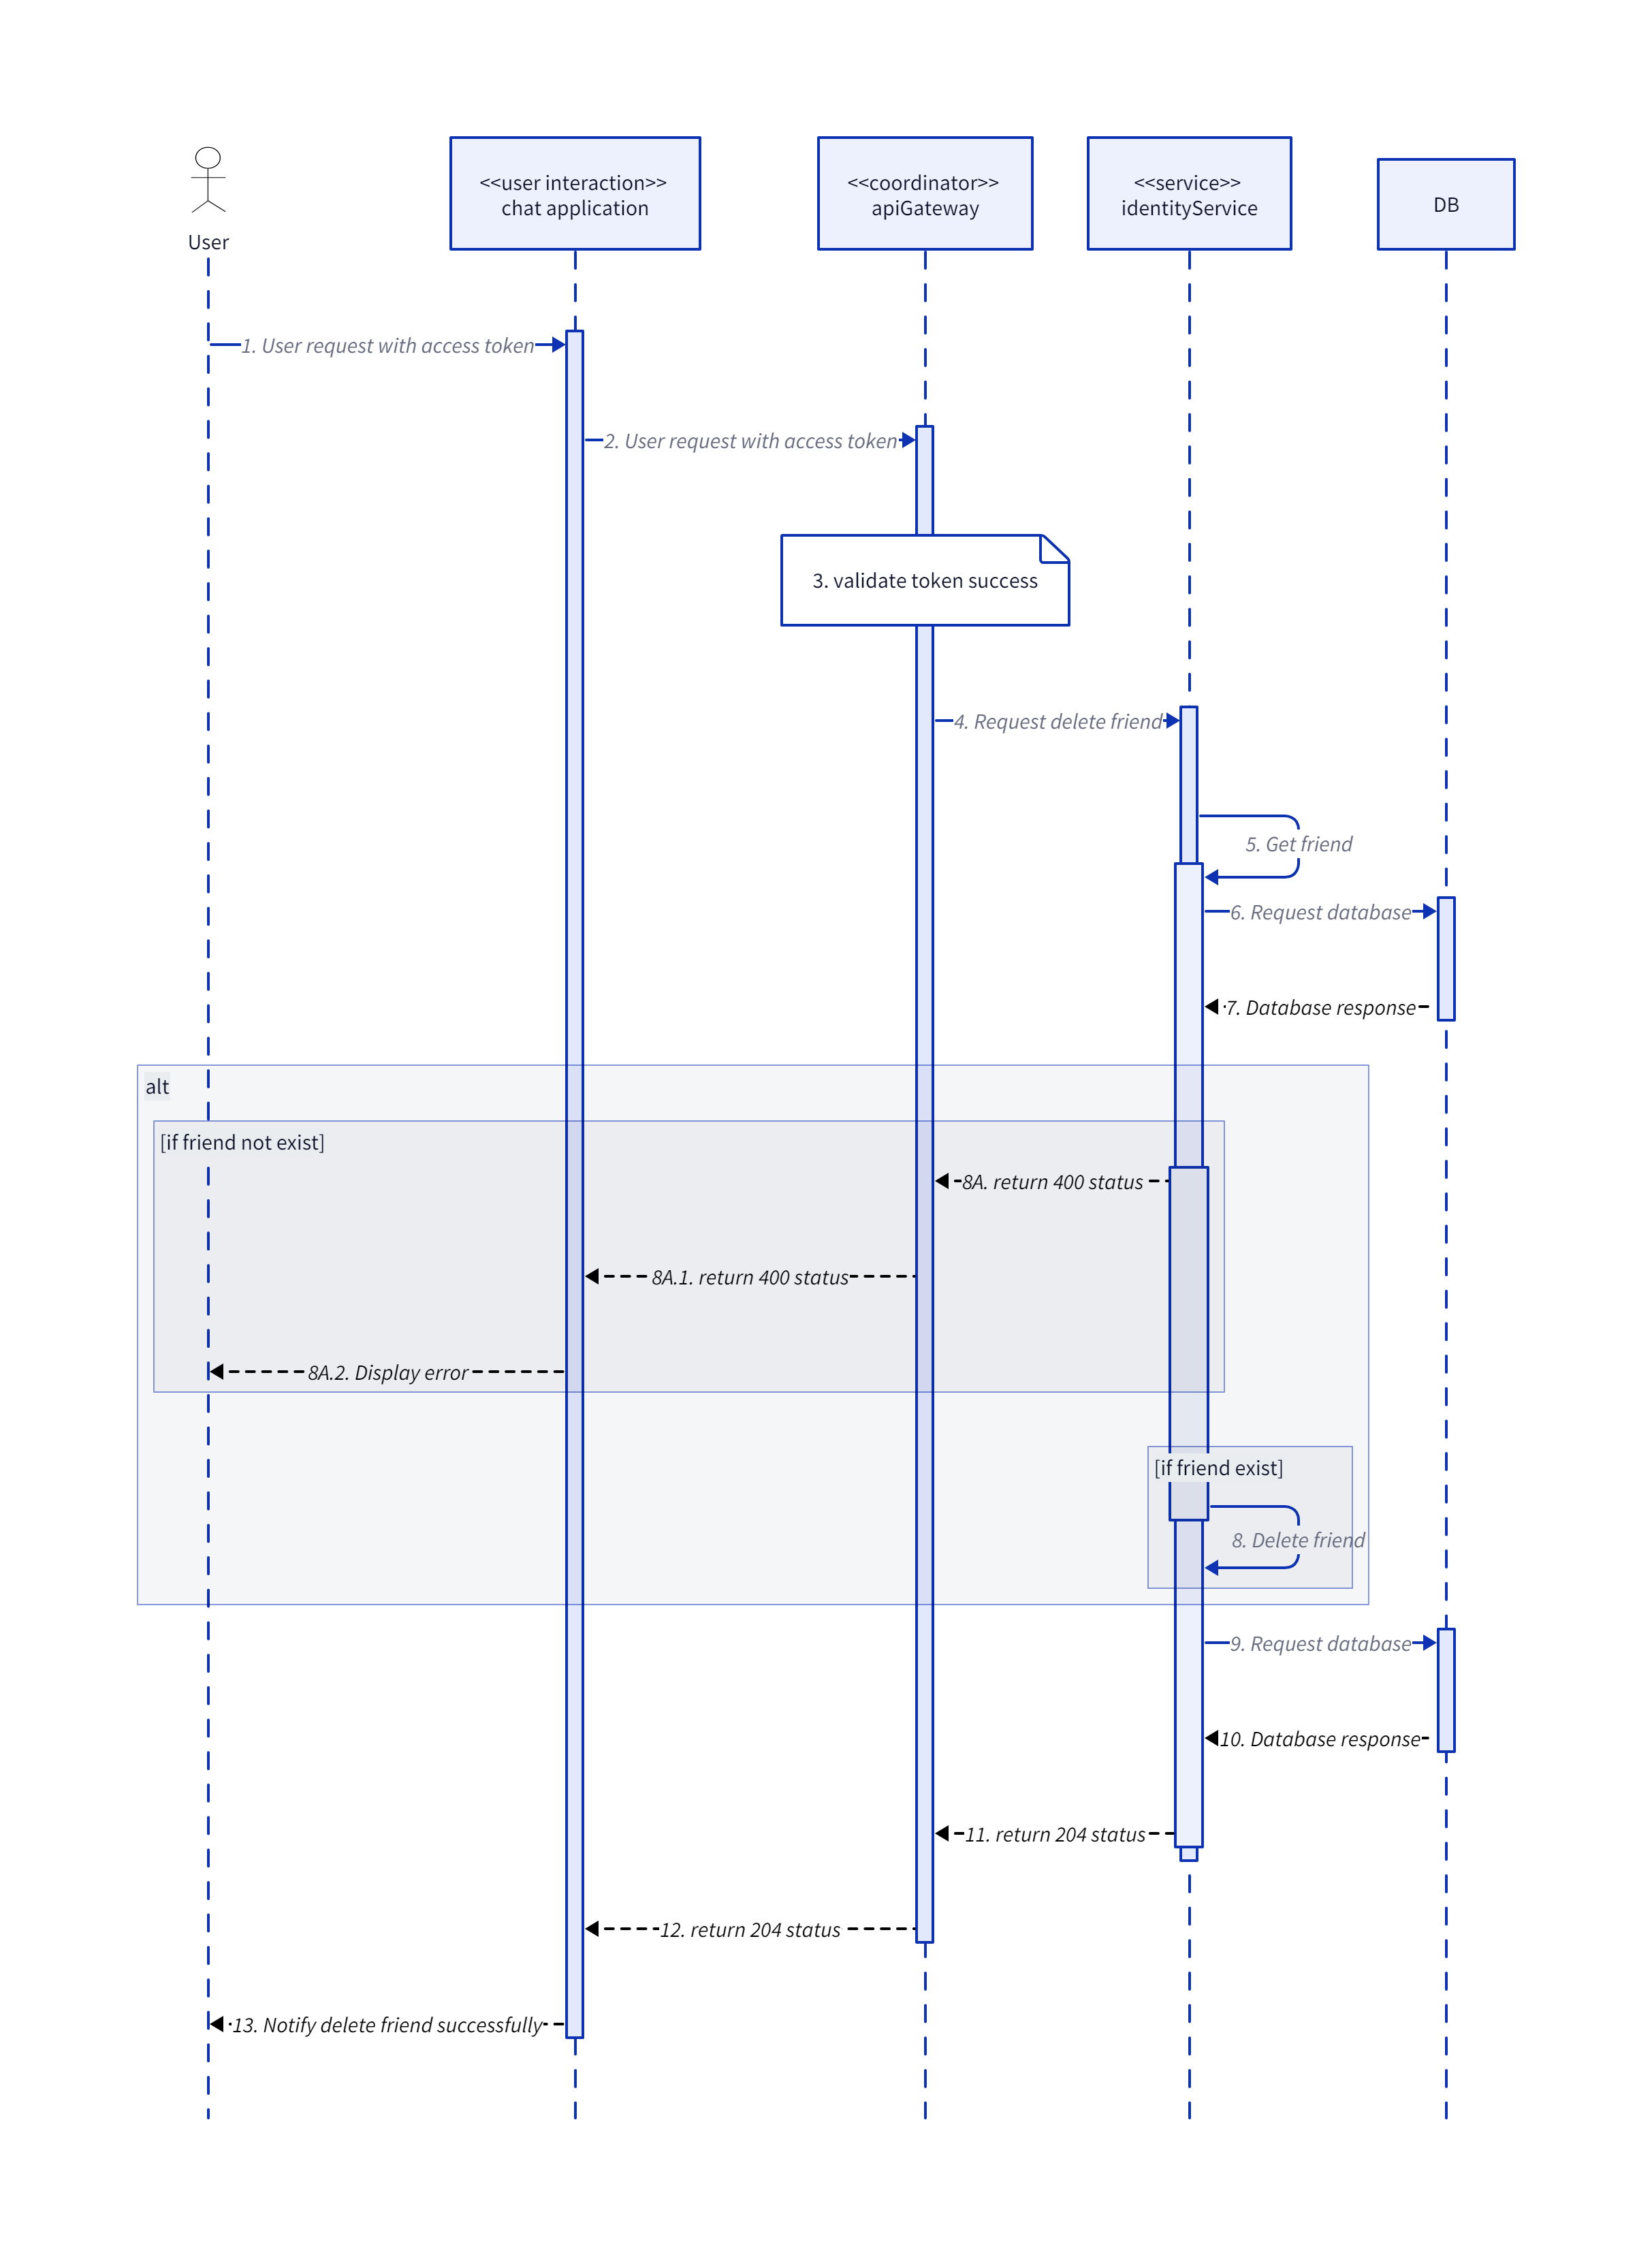 User
<<user interaction>>
chat application
<<coordinator>>
apiGateway
<<service>>
identityService
DB
1. User request with access token
2. User request with access token
3. validate token success
4. Request delete friend
5. Get friend
6. Request database
7. Database response
alt
[if friend not exist]
8A. return 400 status
8A.1. return 400 status
8A.2. Display error
[if friend exist]
8. Delete friend
9. Request database
10. Database response
11. return 204 status
12. return 204 status
13. Notify delete friend successfully